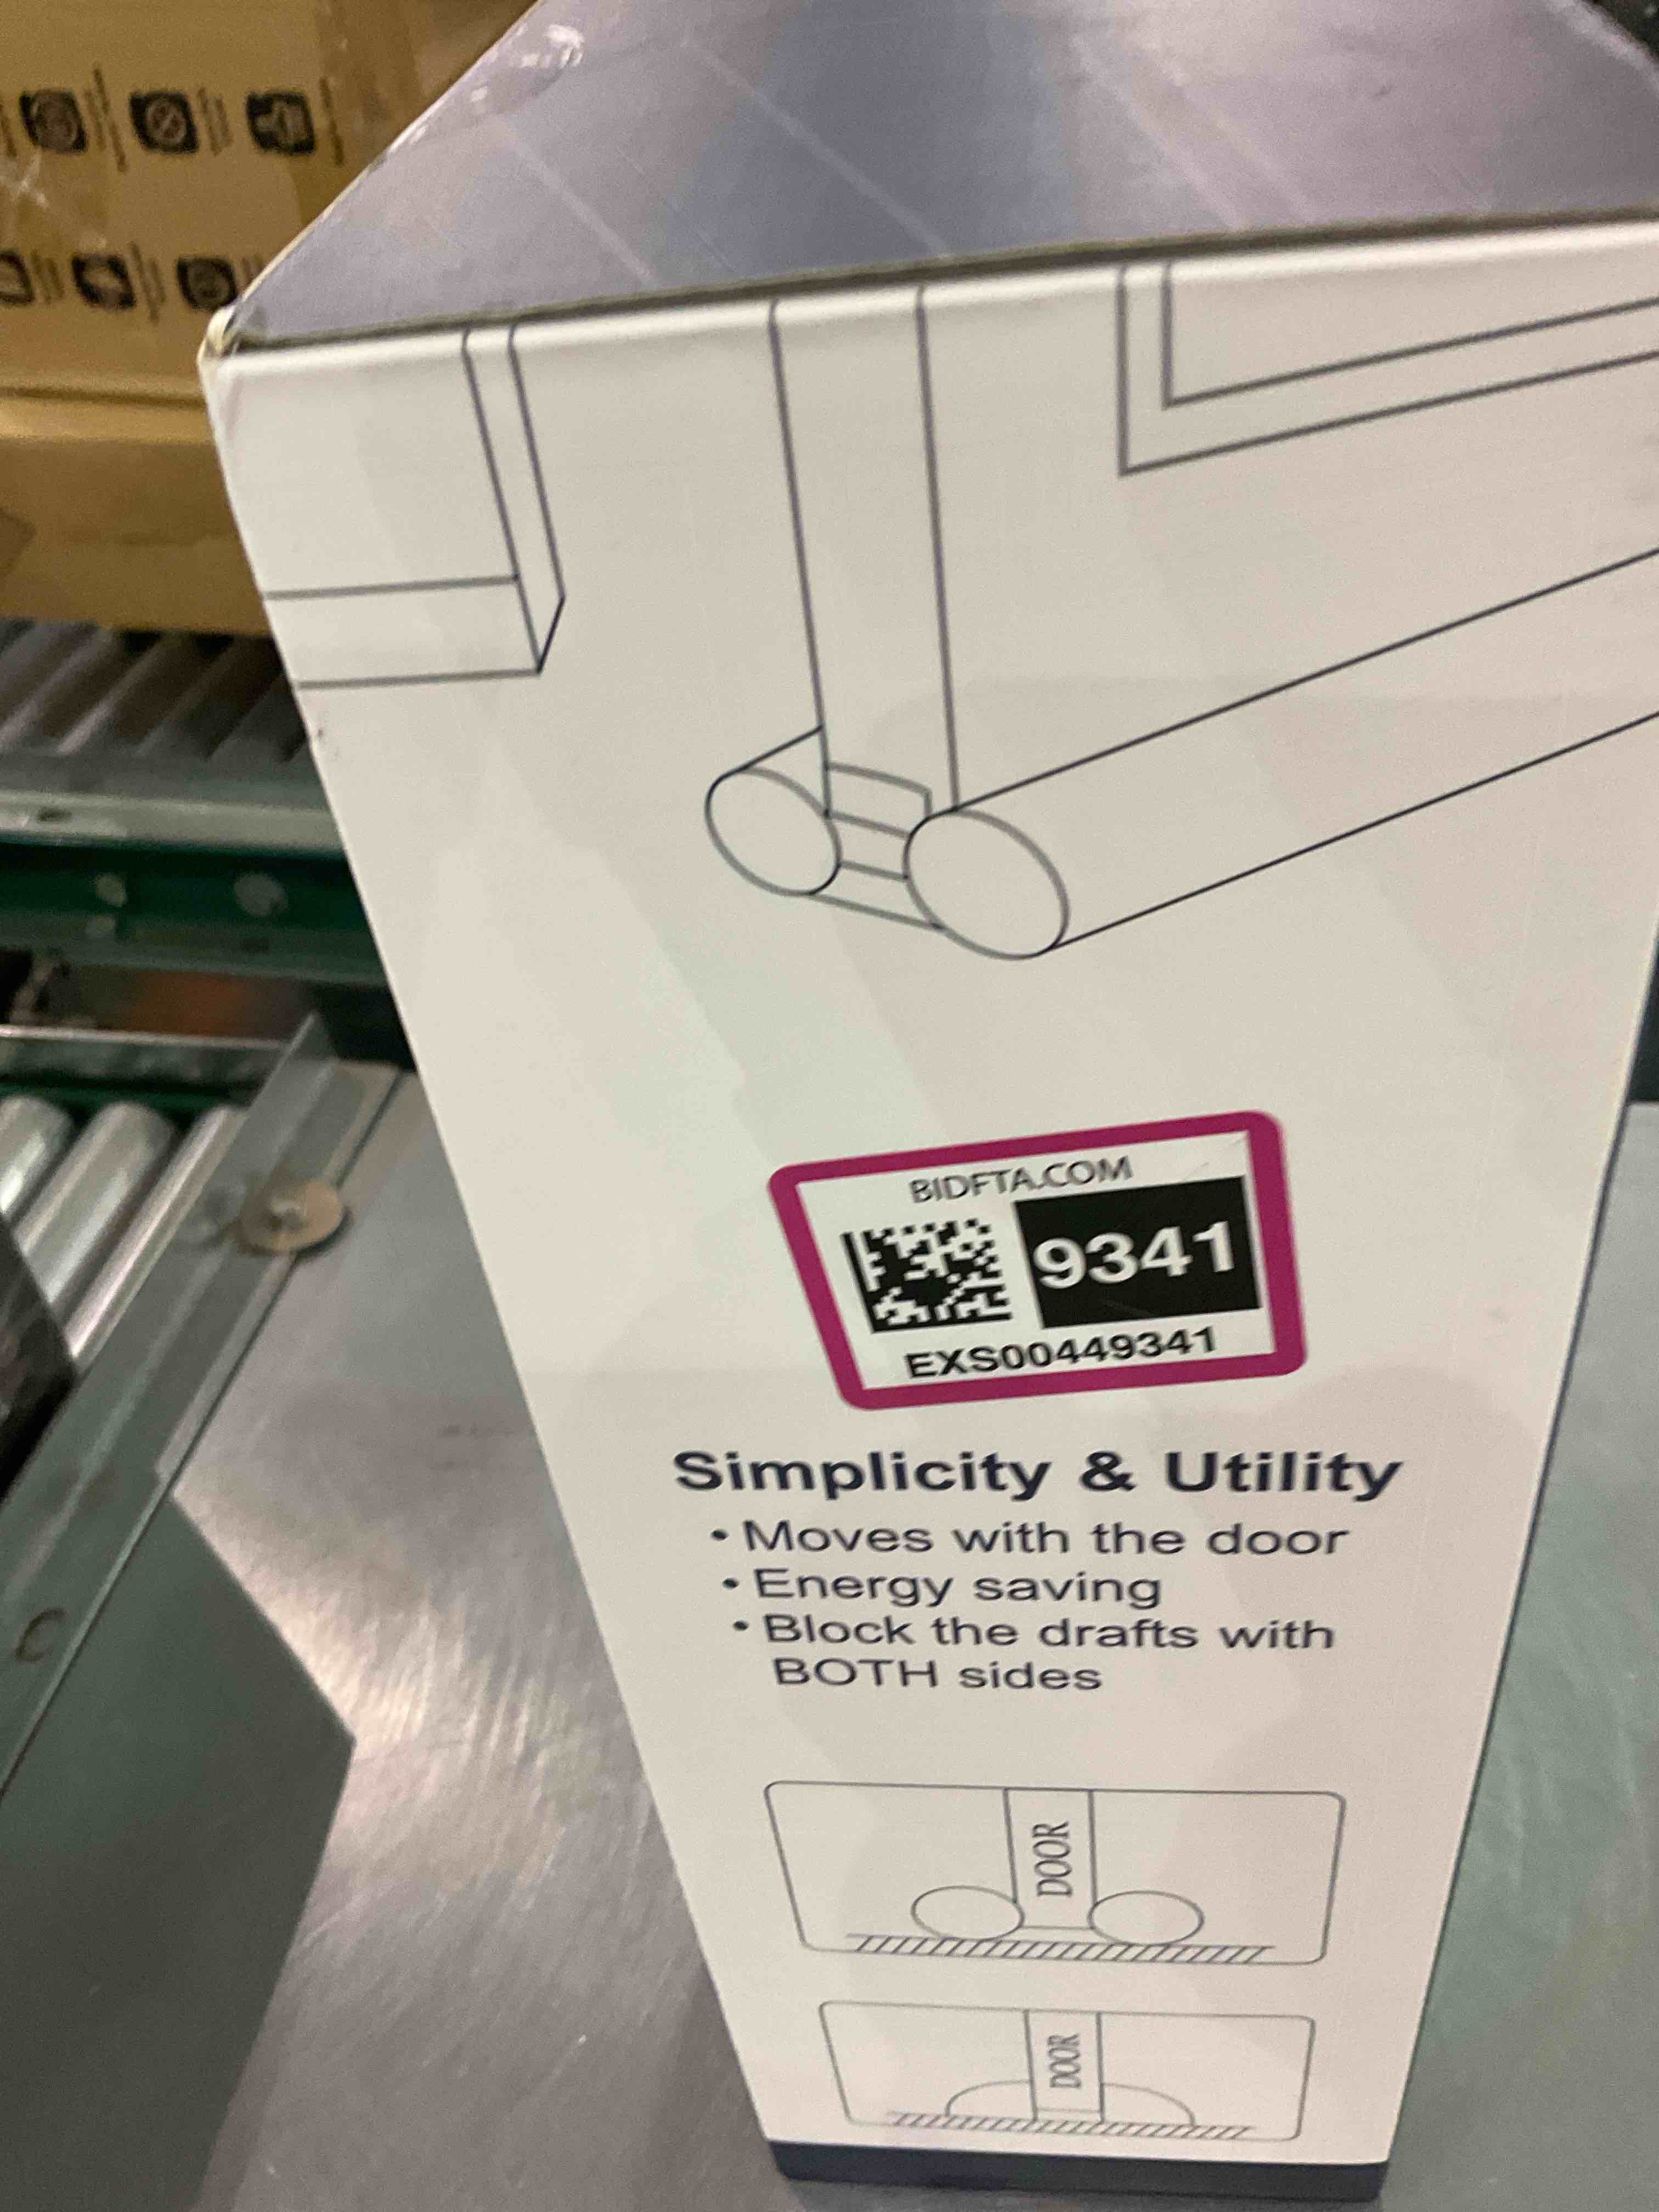 BIDFTA.COM
9341
EXS00449341
Simplicity & Utility
• Moves with the door
• Energy saving
• Block the drafts with
BOTH sides
DOOR
DOOR